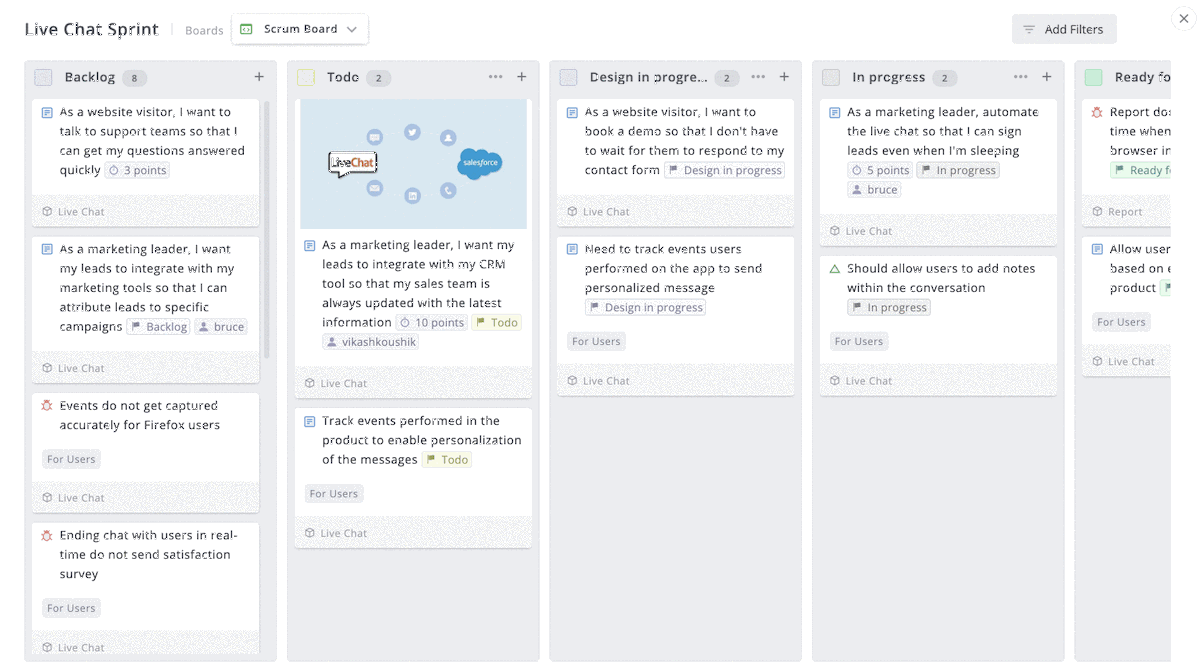 Live Chat Sprint
Boards
Scrum Board
Add Filters
Backlog 8
As a website visitor, I want to
talk to support teams so that I
can get my questions answered
quickly 3 points
Live Chat
As a marketing leader, I want
my leads to integrate with my
marketing tools so that I can
attribute leads to specific
campaigns Backlog bruce
Live Chat
Events do not get captured
accurately for Firefox users
For Users
Live Chat
Ending chat with users in real-
time do not send satisfaction
survey
For Users
Live Chat
Todo 2
LiveChat
salesforce
As a marketing leader, I want my
leads to integrate with my CRM
tool so that my sales team is
always updated with the latest
information 10 points Todo
vikashkoushik
Live Chat
Track events performed in the
product to enable personalization
of the messages Todo
For Users
Live Chat
Design in progre... 2
As a website visitor, I want to
book a demo so that I don't have
to wait for them to respond to my
contact form Design in progress
Live Chat
Need to track events users
performed on the app to send
personalized message
Design in progress
For Users
Live Chat
In progress 2
As a marketing leader, automate
the live chat so that I can sign
leads even when I'm sleeping
5 points In progress
bruce
Live Chat
Should allow users to add notes
within the conversation
In progress
For Users
Live Chat
Ready fo
Report do
time when
browser in
Ready fo
Report
Allow user
based on e
product
For Users
Live Chat